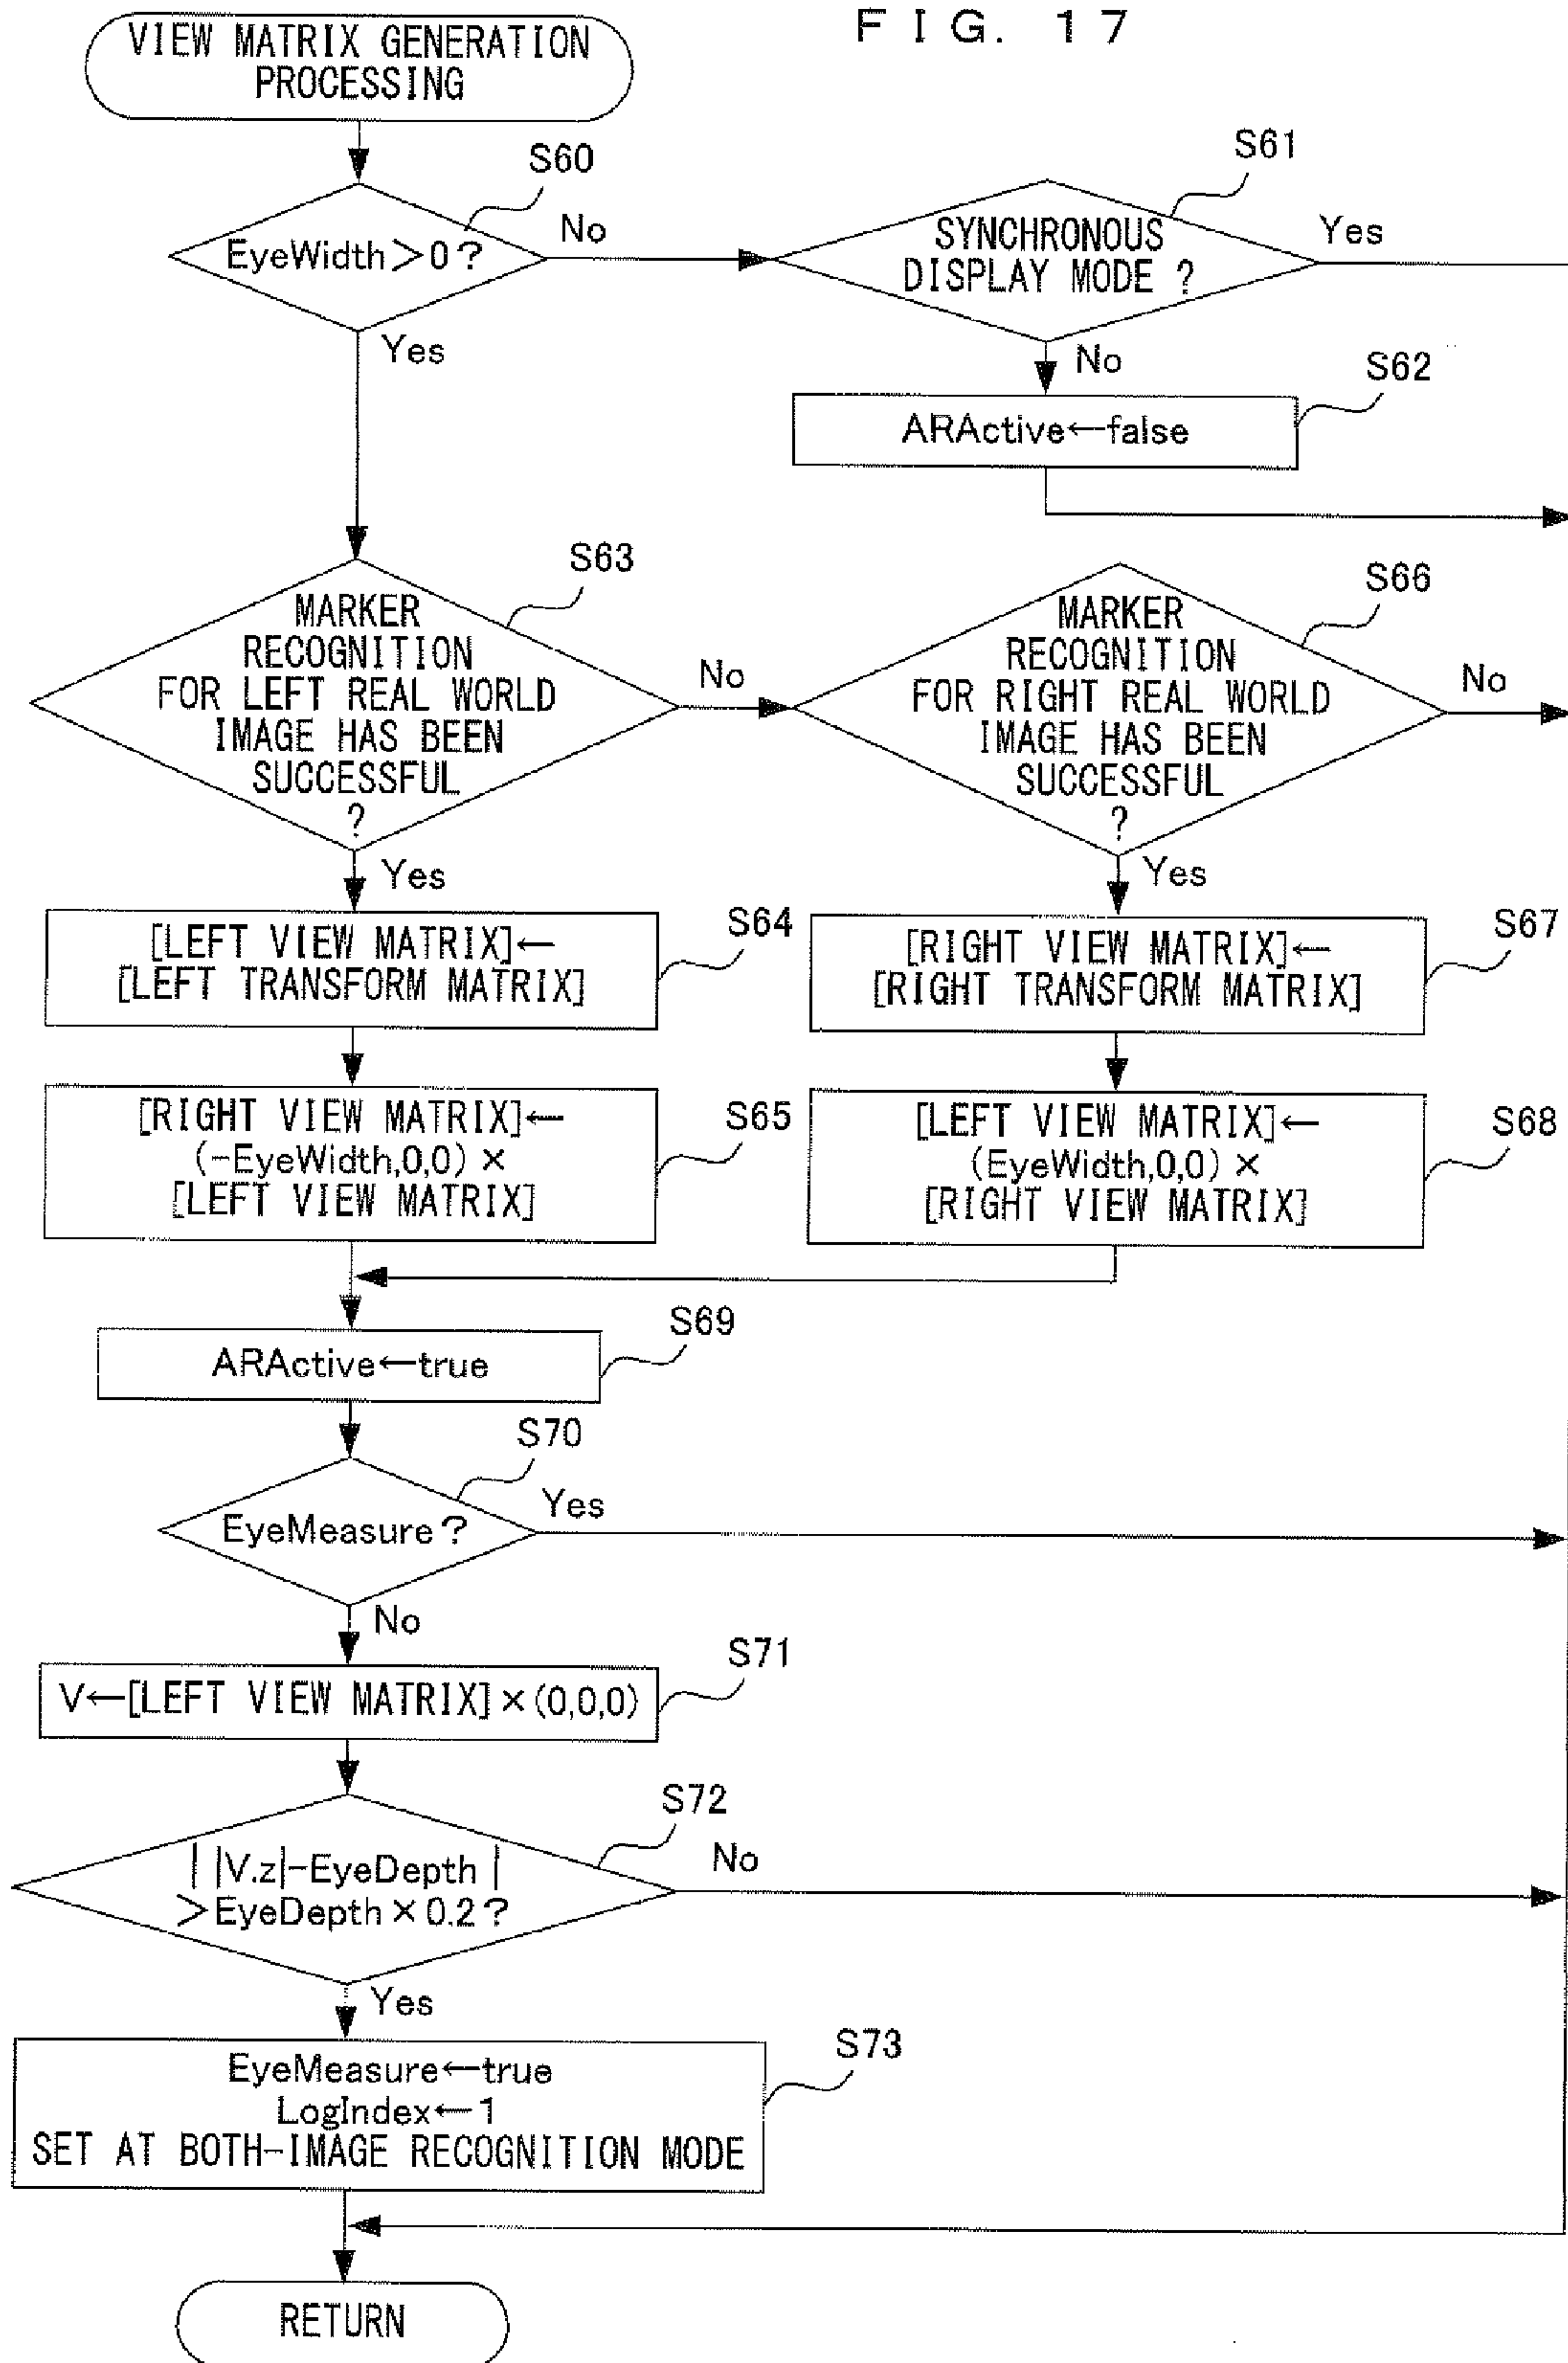 FIG. 17
VIEW MATRIX GENERATION
PROCESSING
S60
EyeWidth>0?
No
Yes
S61
SYNCHRONOUS
DISPLAY MODE ?
Yes
No
S62
ARActive←false
S63
MARKER
RECOGNITION
FOR LEFT REAL WORLD
IMAGE HAS BEEN
SUCCESSFUL
?
No
Yes
S66
MARKER
RECOGNITION
FOR RIGHT REAL WORLD
IMAGE HAS BEEN
SUCCESSFUL
?
No
Yes
S64
[LEFT VIEW MATRIX]←
[LEFT TRANSFORM MATRIX]
S67
[RIGHT VIEW MATRIX]←
[RIGHT TRANSFORM MATRIX]
S65
[RIGHT VIEW MATRIX]←
(-EyeWidth,0,0)×
[LEFT VIEW MATRIX]
S68
[LEFT VIEW MATRIX]←
(EyeWidth,0,0)×
[RIGHT VIEW MATRIX]
S69
ARActive←true
S70
EyeMeasure?
Yes
No
S71
V←[LEFT VIEW MATRIX]×(0,0,0)
S72
| |V.z|-EyeDepth |
>EyeDepth×0.2?
No
Yes
S73
EyeMeasure←true
LogIndex←1
SET AT BOTH-IMAGE RECOGNITION MODE
RETURN